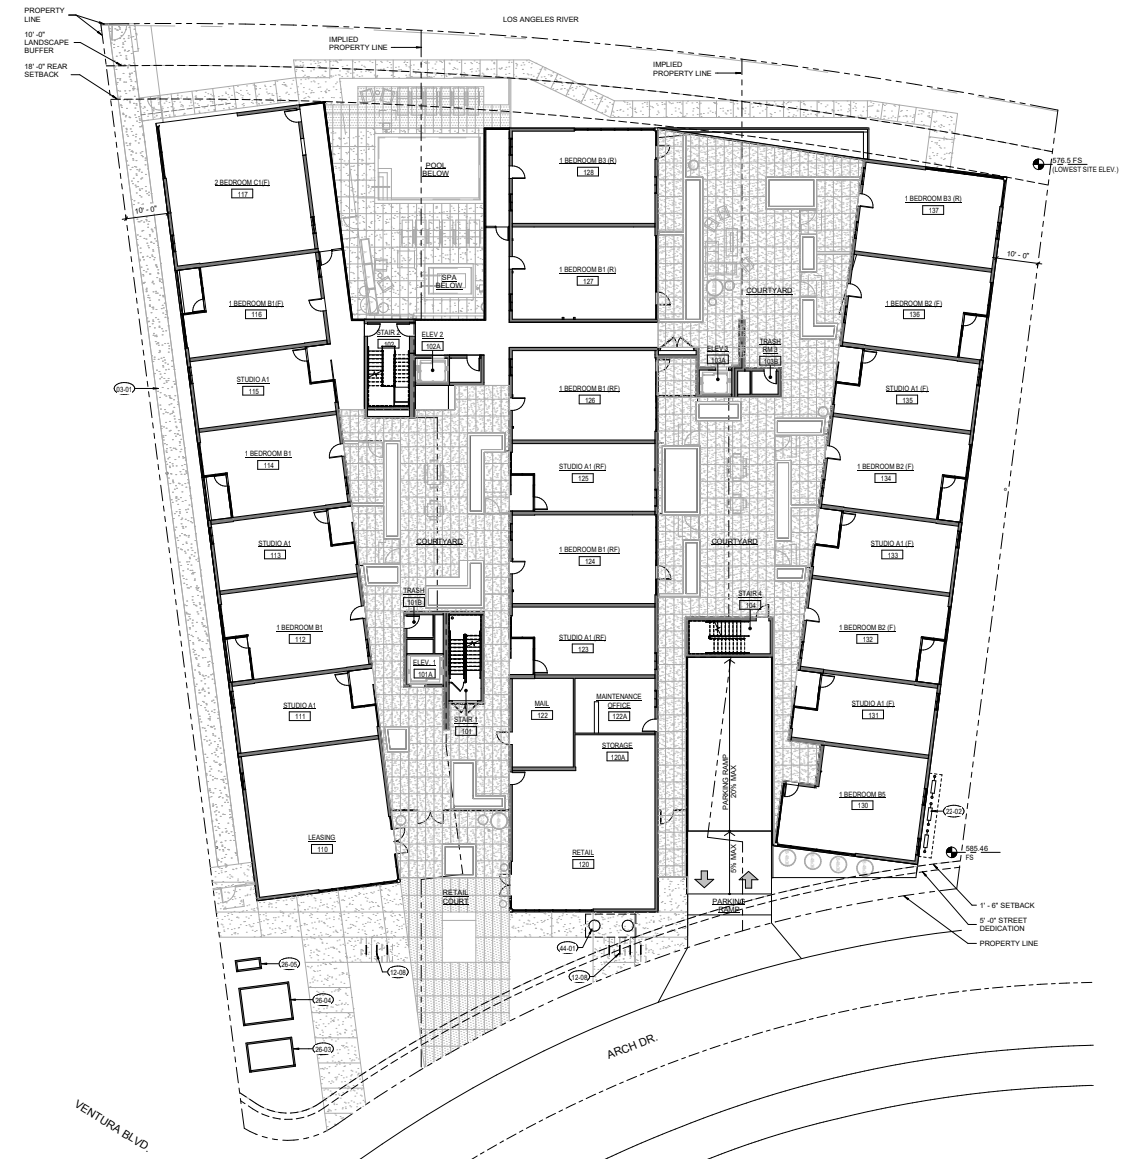 PROPERTY
LINE
LOS ANGELES RIVER
10' -0"
LANDSCAPE
BUFFER
IMPLIED
PROPERTY LINE
18' -0" REAR
SETBACK
IMPLIED
PROPERTY LINE
576.5 FS
(LOWEST SITE ELEV.)
2 BEDROOM C1(F)
117
10' - 0"
POOL
BELOW
1 BEDROOM B3 (R)
128
1 BEDROOM B3 (R)
137
10' - 0"
1 BEDROOM B1(F)
116
SPA
BELOW
1 BEDROOM B1 (R)
127
COURTYARD
1 BEDROOM B2 (F)
136
STAIR 2
102
ELEV 2
102A
ELEV 3
103A
TRASH
RM 3
103B
03-01
STUDIO A1
115
1 BEDROOM B1 (RF)
126
STUDIO A1 (F)
135
1 BEDROOM B1
114
STUDIO A1 (RF)
125
1 BEDROOM B2 (F)
134
STUDIO A1
113
COURTYARD
1 BEDROOM B1 (RF)
124
COURTYARD
STUDIO A1 (F)
133
TRASH
101B
STAIR 4
104
1 BEDROOM B1
112
STUDIO A1 (RF)
123
1 BEDROOM B2 (F)
132
ELEV. 1
101A
STUDIO A1
111
STAIR 1
101
MAIL
122
MAINTENANCE
OFFICE
122A
STUDIO A1 (F)
131
STORAGE
120A
PARKING RAMP
20% MAX
1 BEDROOM B5
130
22-02
LEASING
110
RETAIL
120
5% MAX
585.46
FS
RETAIL
COURT
PARKING
RAMP
1' - 6" SETBACK
5' -0" STREET
DEDICATION
PROPERTY LINE
44-01
26-05
12-08
12-08
26-04
26-03
ARCH DR.
VENTURA BLVD.